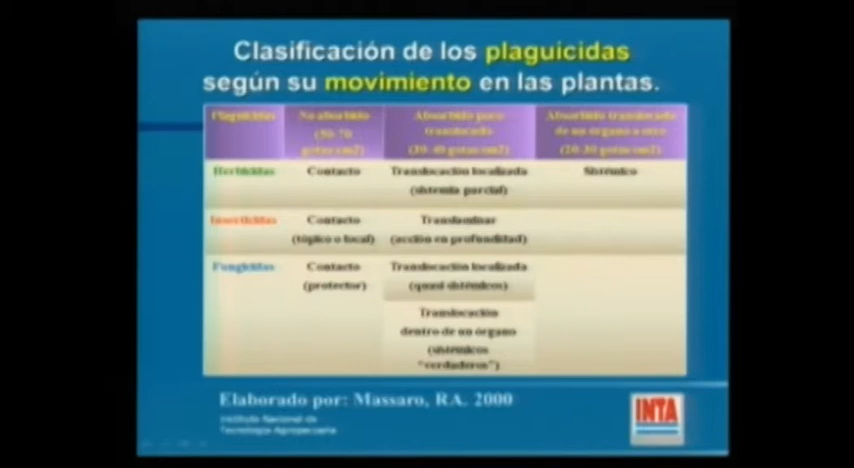 Clasificación de los plaguicidas
según su movimiento en las plantas.
Plaguicidas
No absorbido
(50-70
gotas/cm2)
Absorbido poco
translocado
(30-40 gotas/cm2)
Absorbido translocado
de un órgano a otro
(20-30 gotas/cm2)
Herbicidas
Contacto
Translocación localizada
(sistemia parcial)
Sistémico
Insecticidas
Contacto
(tópico o local)
Translaminar
(acción en profundidad)
Fungicidas
Contacto
(protector)
Translocación localizada
(quasi sistémicos)
Translocación
dentro de un órgano
(sistémicos
"verdaderos")
Elaborado por: Massaro, RA. 2000
Instituto Nacional de
Tecnología Agropecuaria
INTA